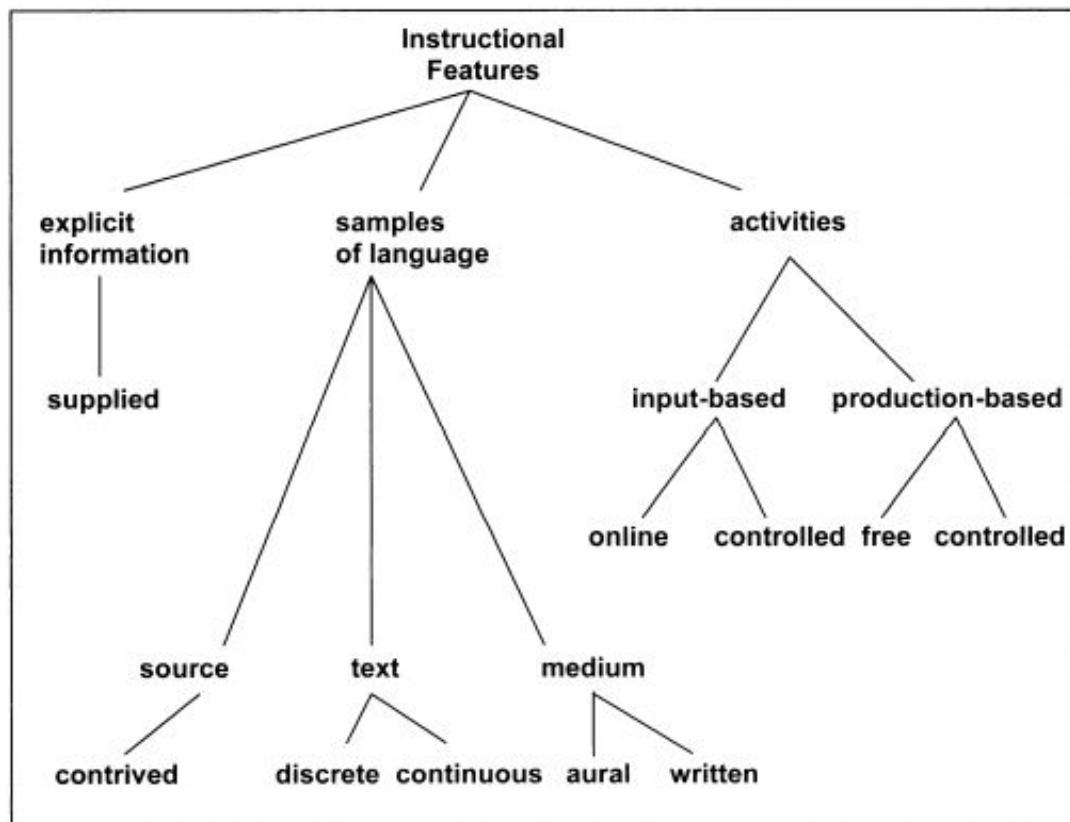 Instructional
Features
explicit
information
samples
of language
activities
supplied
input-based
production-based
online
controlled
free
controlled
source
text
medium
contrived
discrete
continuous
aural
written